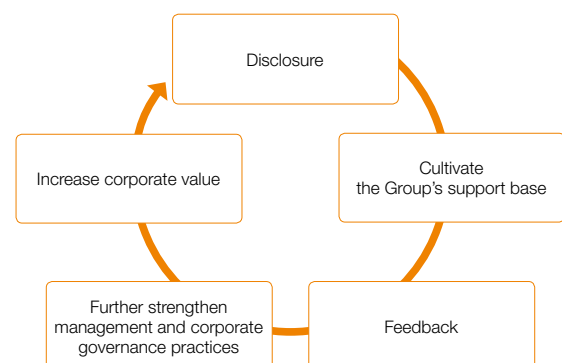 Disclosure
Cultivate
the Group’s support base
Feedback
Further strengthen
management and corporate
governance practices
Increase corporate value